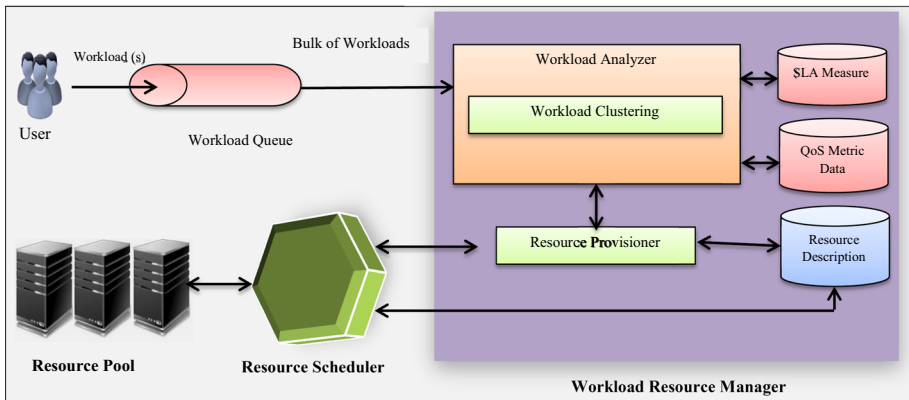 Bulk of Workloads
Workload (s)
User
Workload Queue
Workload Analyzer
Workload Clustering
SLA Measure
QoS Metric
Data
Resource Provisioner
Resource
Description
Resource Pool
Resource Scheduler
Workload Resource Manager